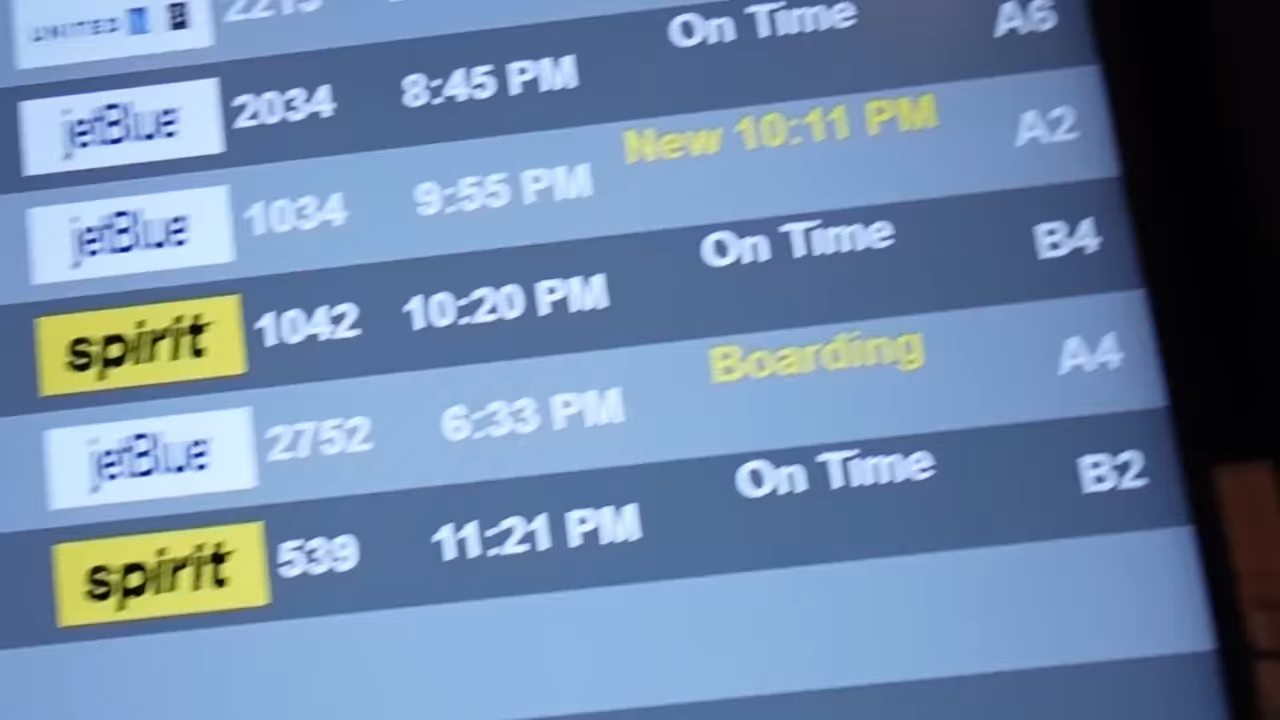 UNITED
jetBlue 2034 8:45 PM On Time A6
jetBlue 1034 9:55 PM New 10:11 PM A2
spirit 1042 10:20 PM On Time B4
jetBlue 2752 6:33 PM Boarding A4
spirit 539 11:21 PM On Time B2